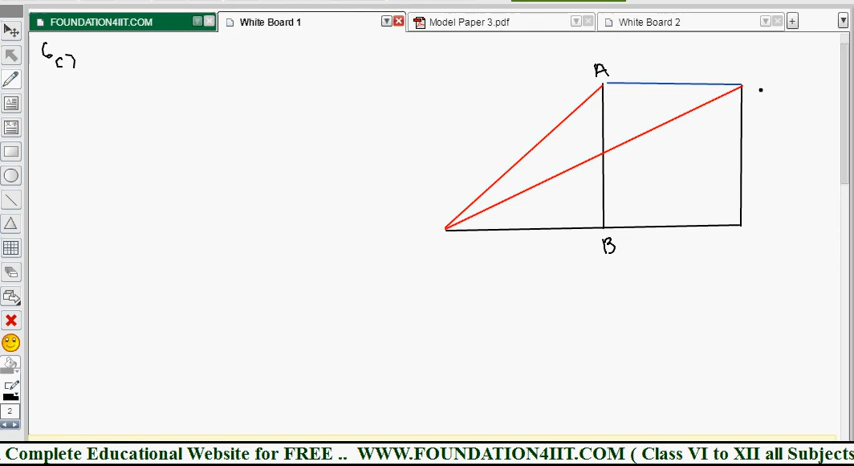 FOUNDATION4IIT.COM
White Board 1
Model Paper 3.pdf
White Board 2
6
c)
A
B
2
Complete Educational Website for FREE .. WWW.FOUNDATION4IIT.COM ( Class VI to XII all Subjects